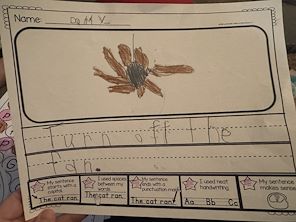 Name:
Turn off the
fan.
My sentence starts with a capital.
The cat ran.
I used spaces between my words.
The cat ran.
My sentence ends with a punctuation mark.
The cat ran.
I used neat handwriting.
Aa Bb Cc
My sentence makes sense.